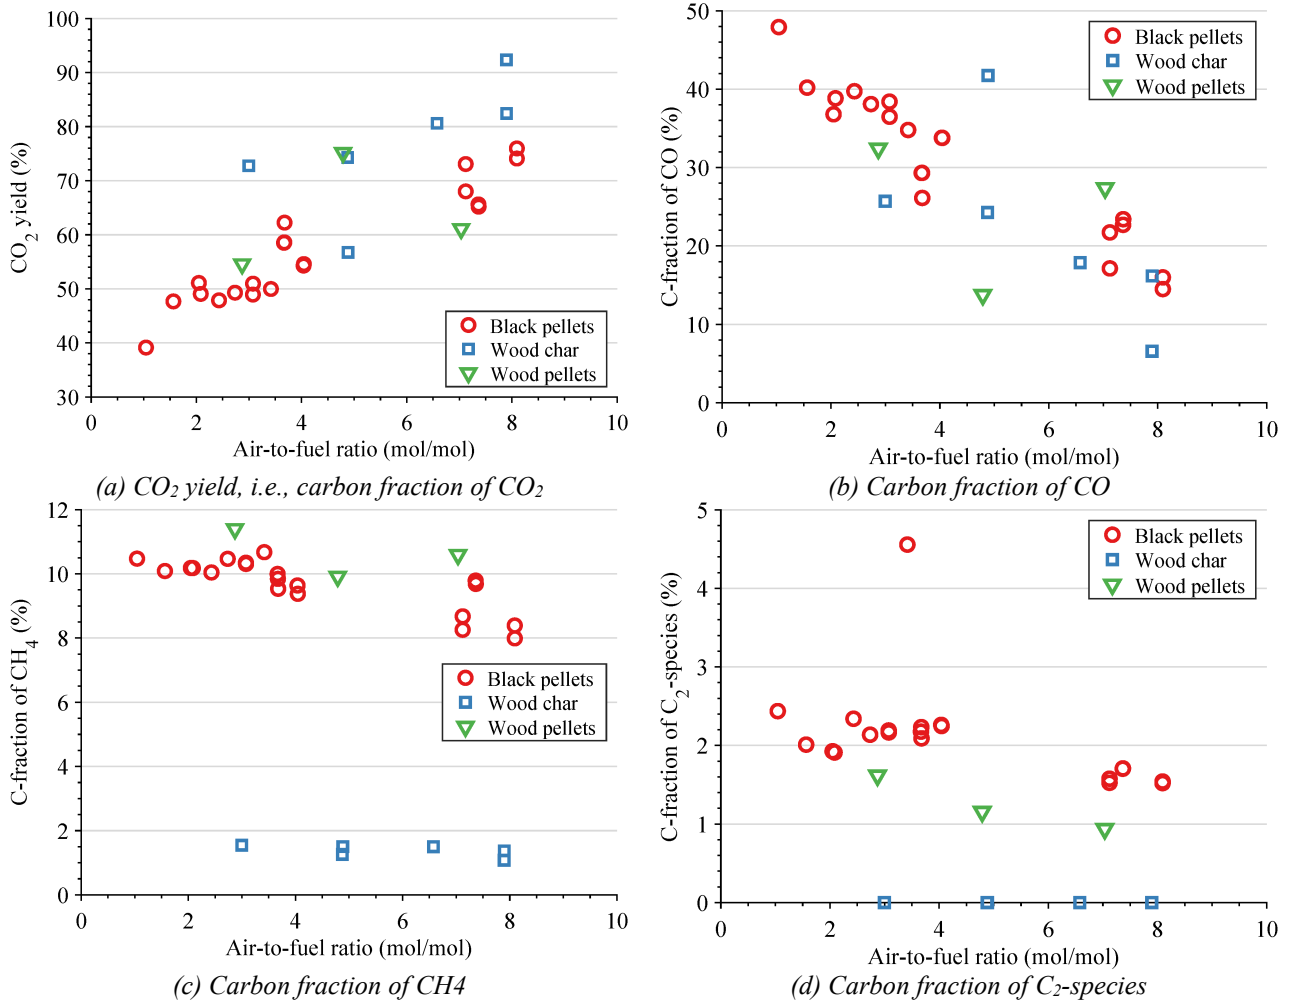 100
90
80
70
60
50
40
30
0
2
4
6
8
10
CO2 yield (%)
Air-to-fuel ratio (mol/mol)
Black pellets
Wood char
Wood pellets
(a) CO2 yield, i.e., carbon fraction of CO2
50
40
30
20
10
0
0
2
4
6
8
10
C-fraction of CO (%)
Air-to-fuel ratio (mol/mol)
Black pellets
Wood char
Wood pellets
(b) Carbon fraction of CO
12
10
8
6
4
2
0
0
2
4
6
8
10
C-fraction of CH4 (%)
Air-to-fuel ratio (mol/mol)
Black pellets
Wood char
Wood pellets
(c) Carbon fraction of CH4
5
4
3
2
1
0
0
2
4
6
8
10
C-fraction of C2-species (%)
Air-to-fuel ratio (mol/mol)
Black pellets
Wood char
Wood pellets
(d) Carbon fraction of C2-species